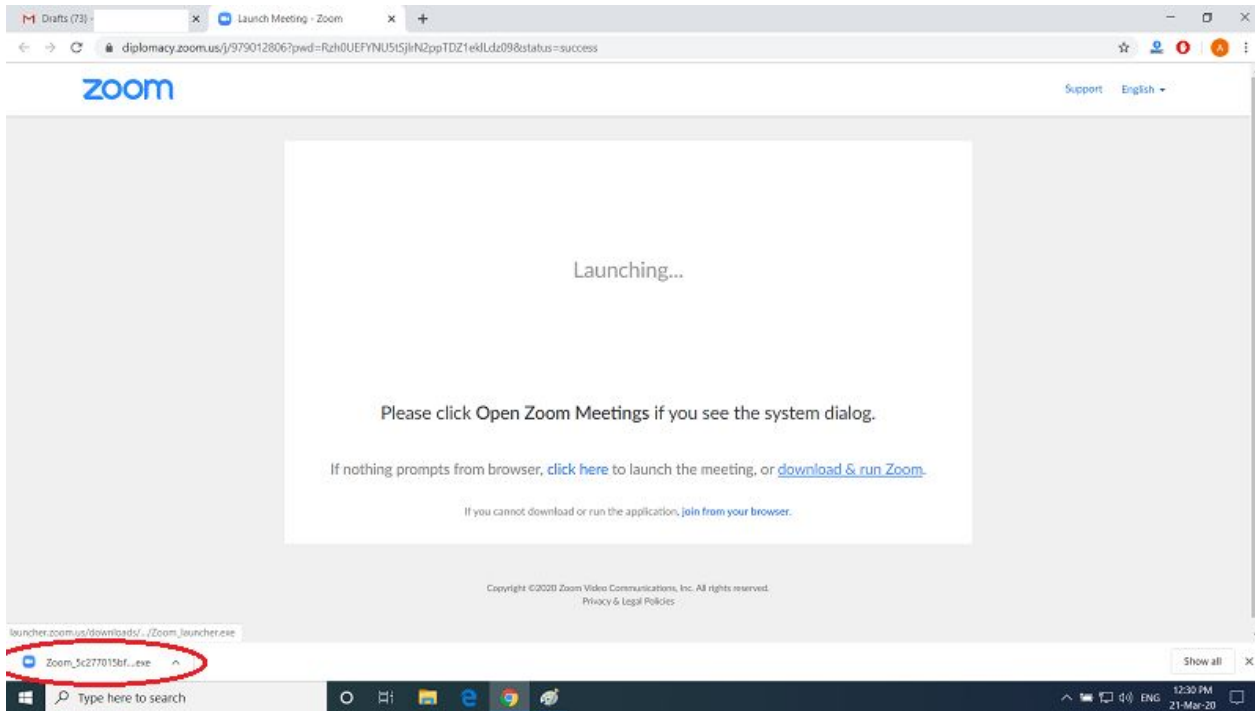 Drafts (73) -
Launch Meeting - Zoom
diplomacy.zoom.us/j/979012806?pwd=Rzh0UEFYNU5tSjlrN2ppTDZ1eklLdz09&status=success
zoom
Support English
Launching...
Please click Open Zoom Meetings if you see the system dialog.
If nothing prompts from browser, click here to launch the meeting, or download & run Zoom.
If you cannot download or run the application, join from your browser.
Copyright ©2020 Zoom Video Communications, Inc. All rights reserved.
Privacy & Legal Policies
launcher.zoom.us/downloads/.../Zoom_launcher.exe
Zoom_5c277015bf...exe
Show all
Type here to search
ENG
12:30 PM
21-Mar-20